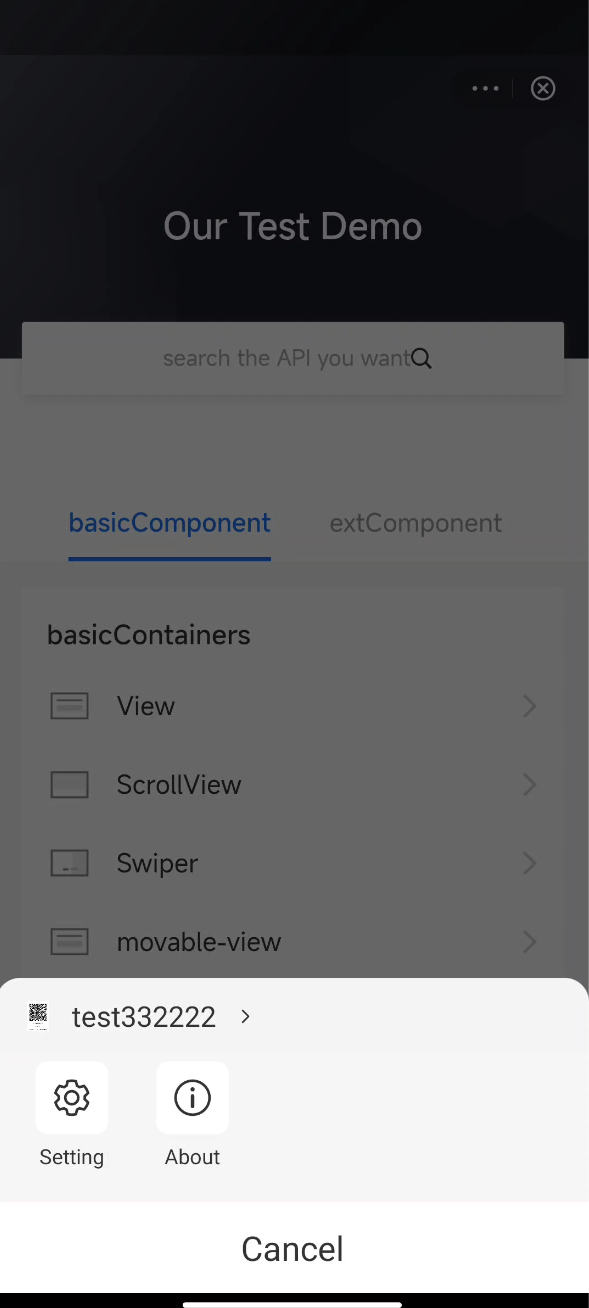 Our Test Demo
search the API you want
basicComponent
extComponent
basicContainers
View
ScrollView
Swiper
movable-view
test332222
Setting
About
Cancel